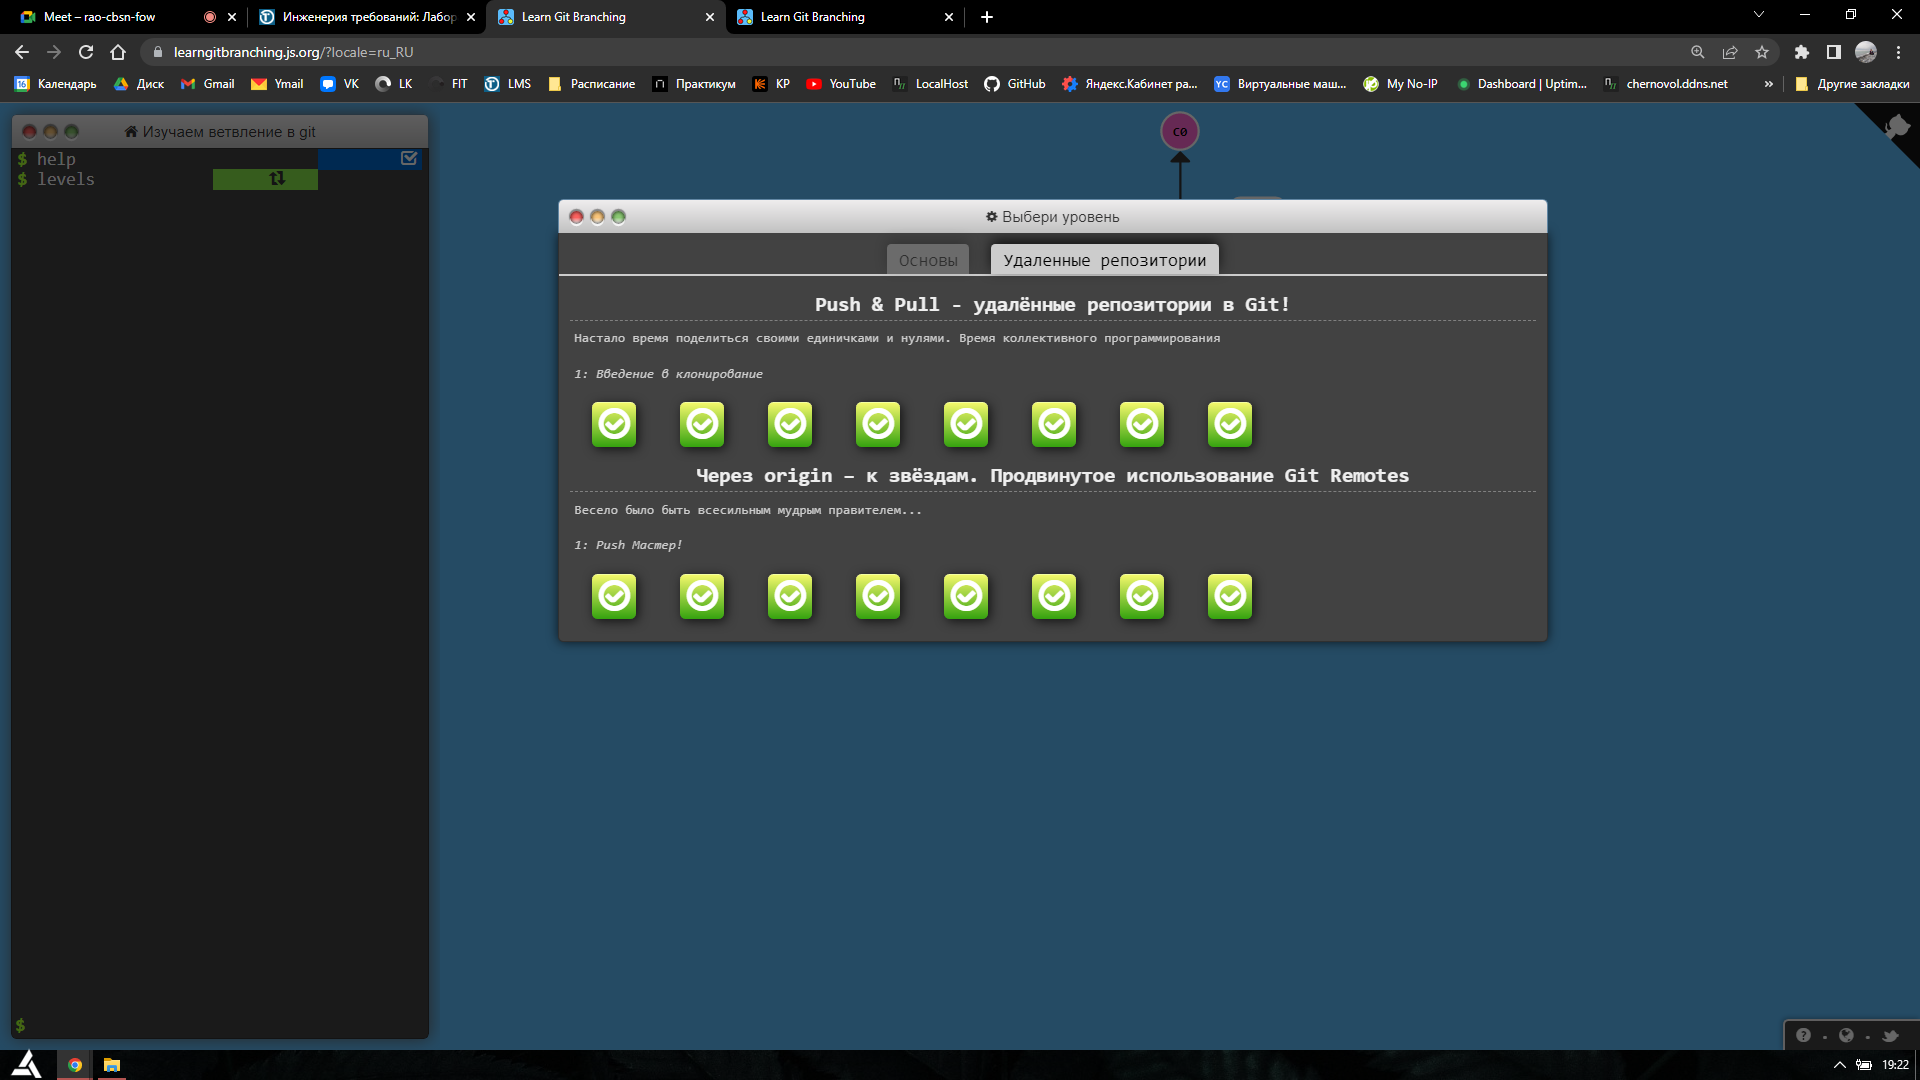 Meet – rao-cbsn-fow
Инженерия требований: Лабор
Learn Git Branching
Learn Git Branching
learngitbranching.js.org/?locale=ru_RU
Календарь
Диск
Gmail
Ymail
VK
LK
FIT
LMS
Расписание
Практикум
КР
YouTube
LocalHost
GitHub
Яндекс.Кабинет ра...
Виртуальные маш...
My No-IP
Dashboard | Uptim...
chernovol.ddns.net
»
Другие закладки
Изучаем ветвление в git
$ help
$ levels
$
C0
Выбери уровень
Основы
Удаленные репозитории
Push & Pull - удалённые репозитории в Git!
Настало время поделиться своими единичками и нулями. Время коллективного программирования
1: Введение в клонирование
Через origin – к звёздам. Продвинутое использование Git Remotes
Весело было быть всесильным мудрым правителем...
1: Push Мастер!
19:22